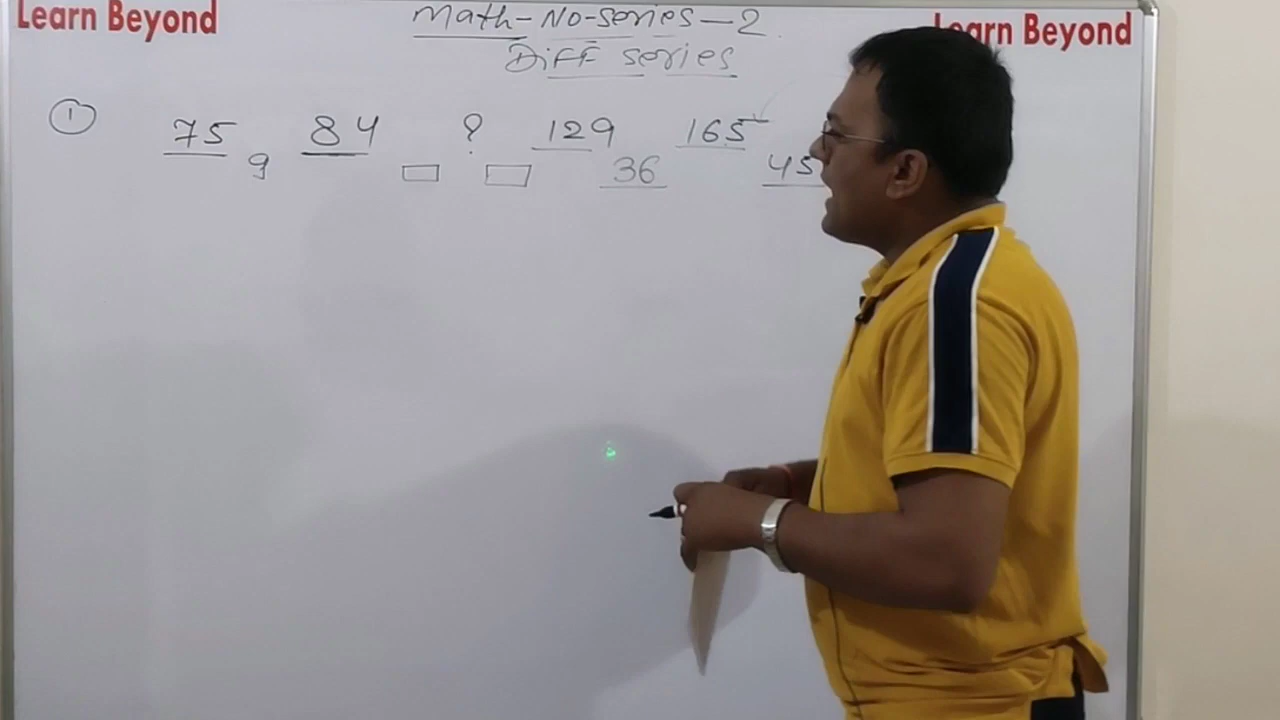 Learn Beyond
Math-No-series-2
Learn Beyond
Diff series
1 75 84 ? 129 165
9 36 45